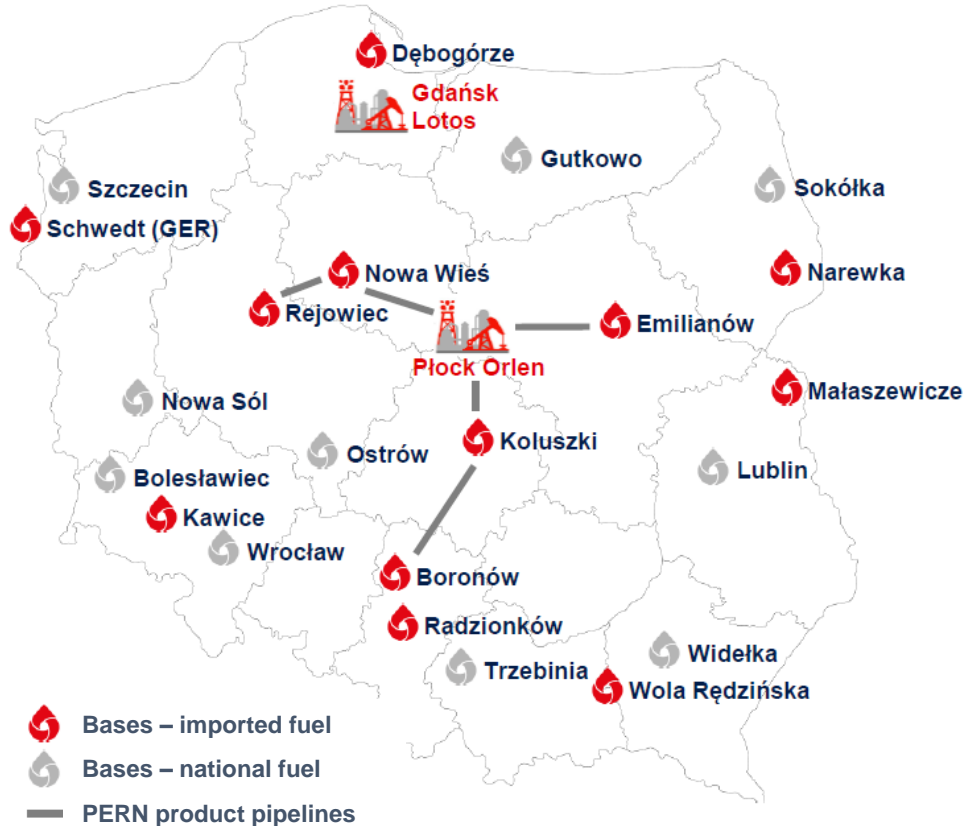 Dębogórze
Gdańsk
Lotos
Gutkowo
Szczecin
Sokółka
Schwedt (GER)
Nowa Wieś
Narewka
Rejowiec
Emilianów
Płock Orlen
Małaszewicze
Nowa Sól
Koluszki
Ostrów
Lublin
Bolesławiec
Kawice
Wrocław
Boronów
Radzionków
Widełka
Trzebinia
Wola Rędzińska
Bases – imported fuel
Bases – national fuel
PERN product pipelines